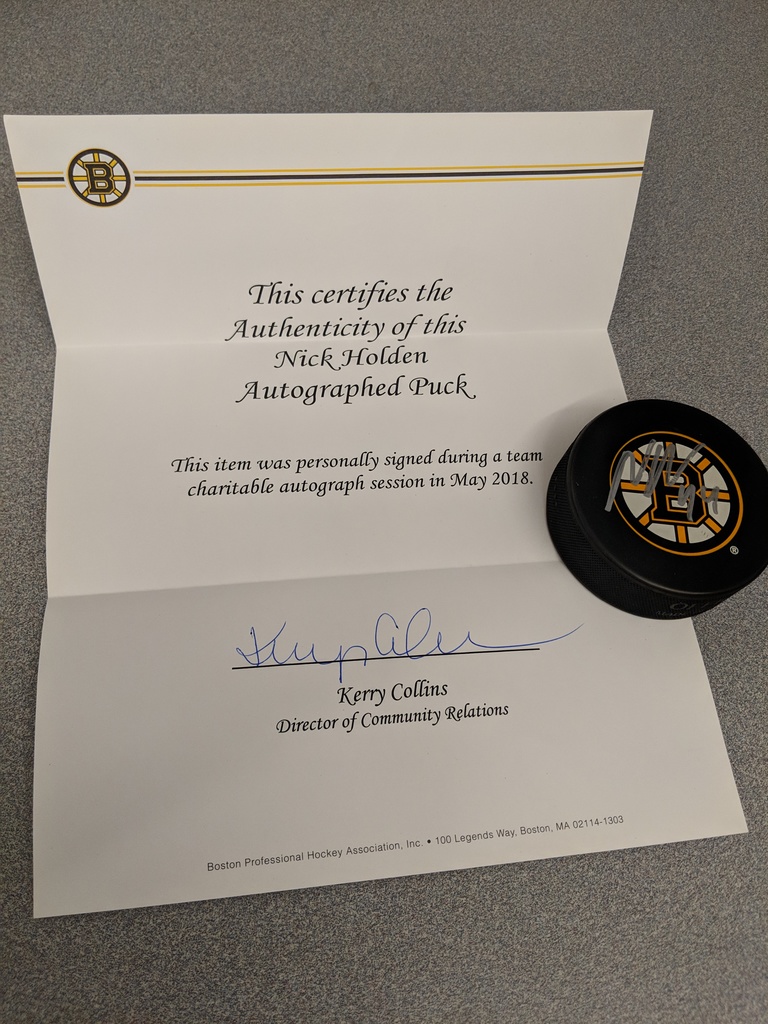 B
This certifies the
Authenticity of this
Nick Holden
Autographed Puck
This item was personally signed during a team
charitable autograph session in May 2018.
Kerry Collins
Kerry Collins
Director of Community Relations
Boston Professional Hockey Association, Inc. • 100 Legends Way, Boston, MA 02114-1303
B
®